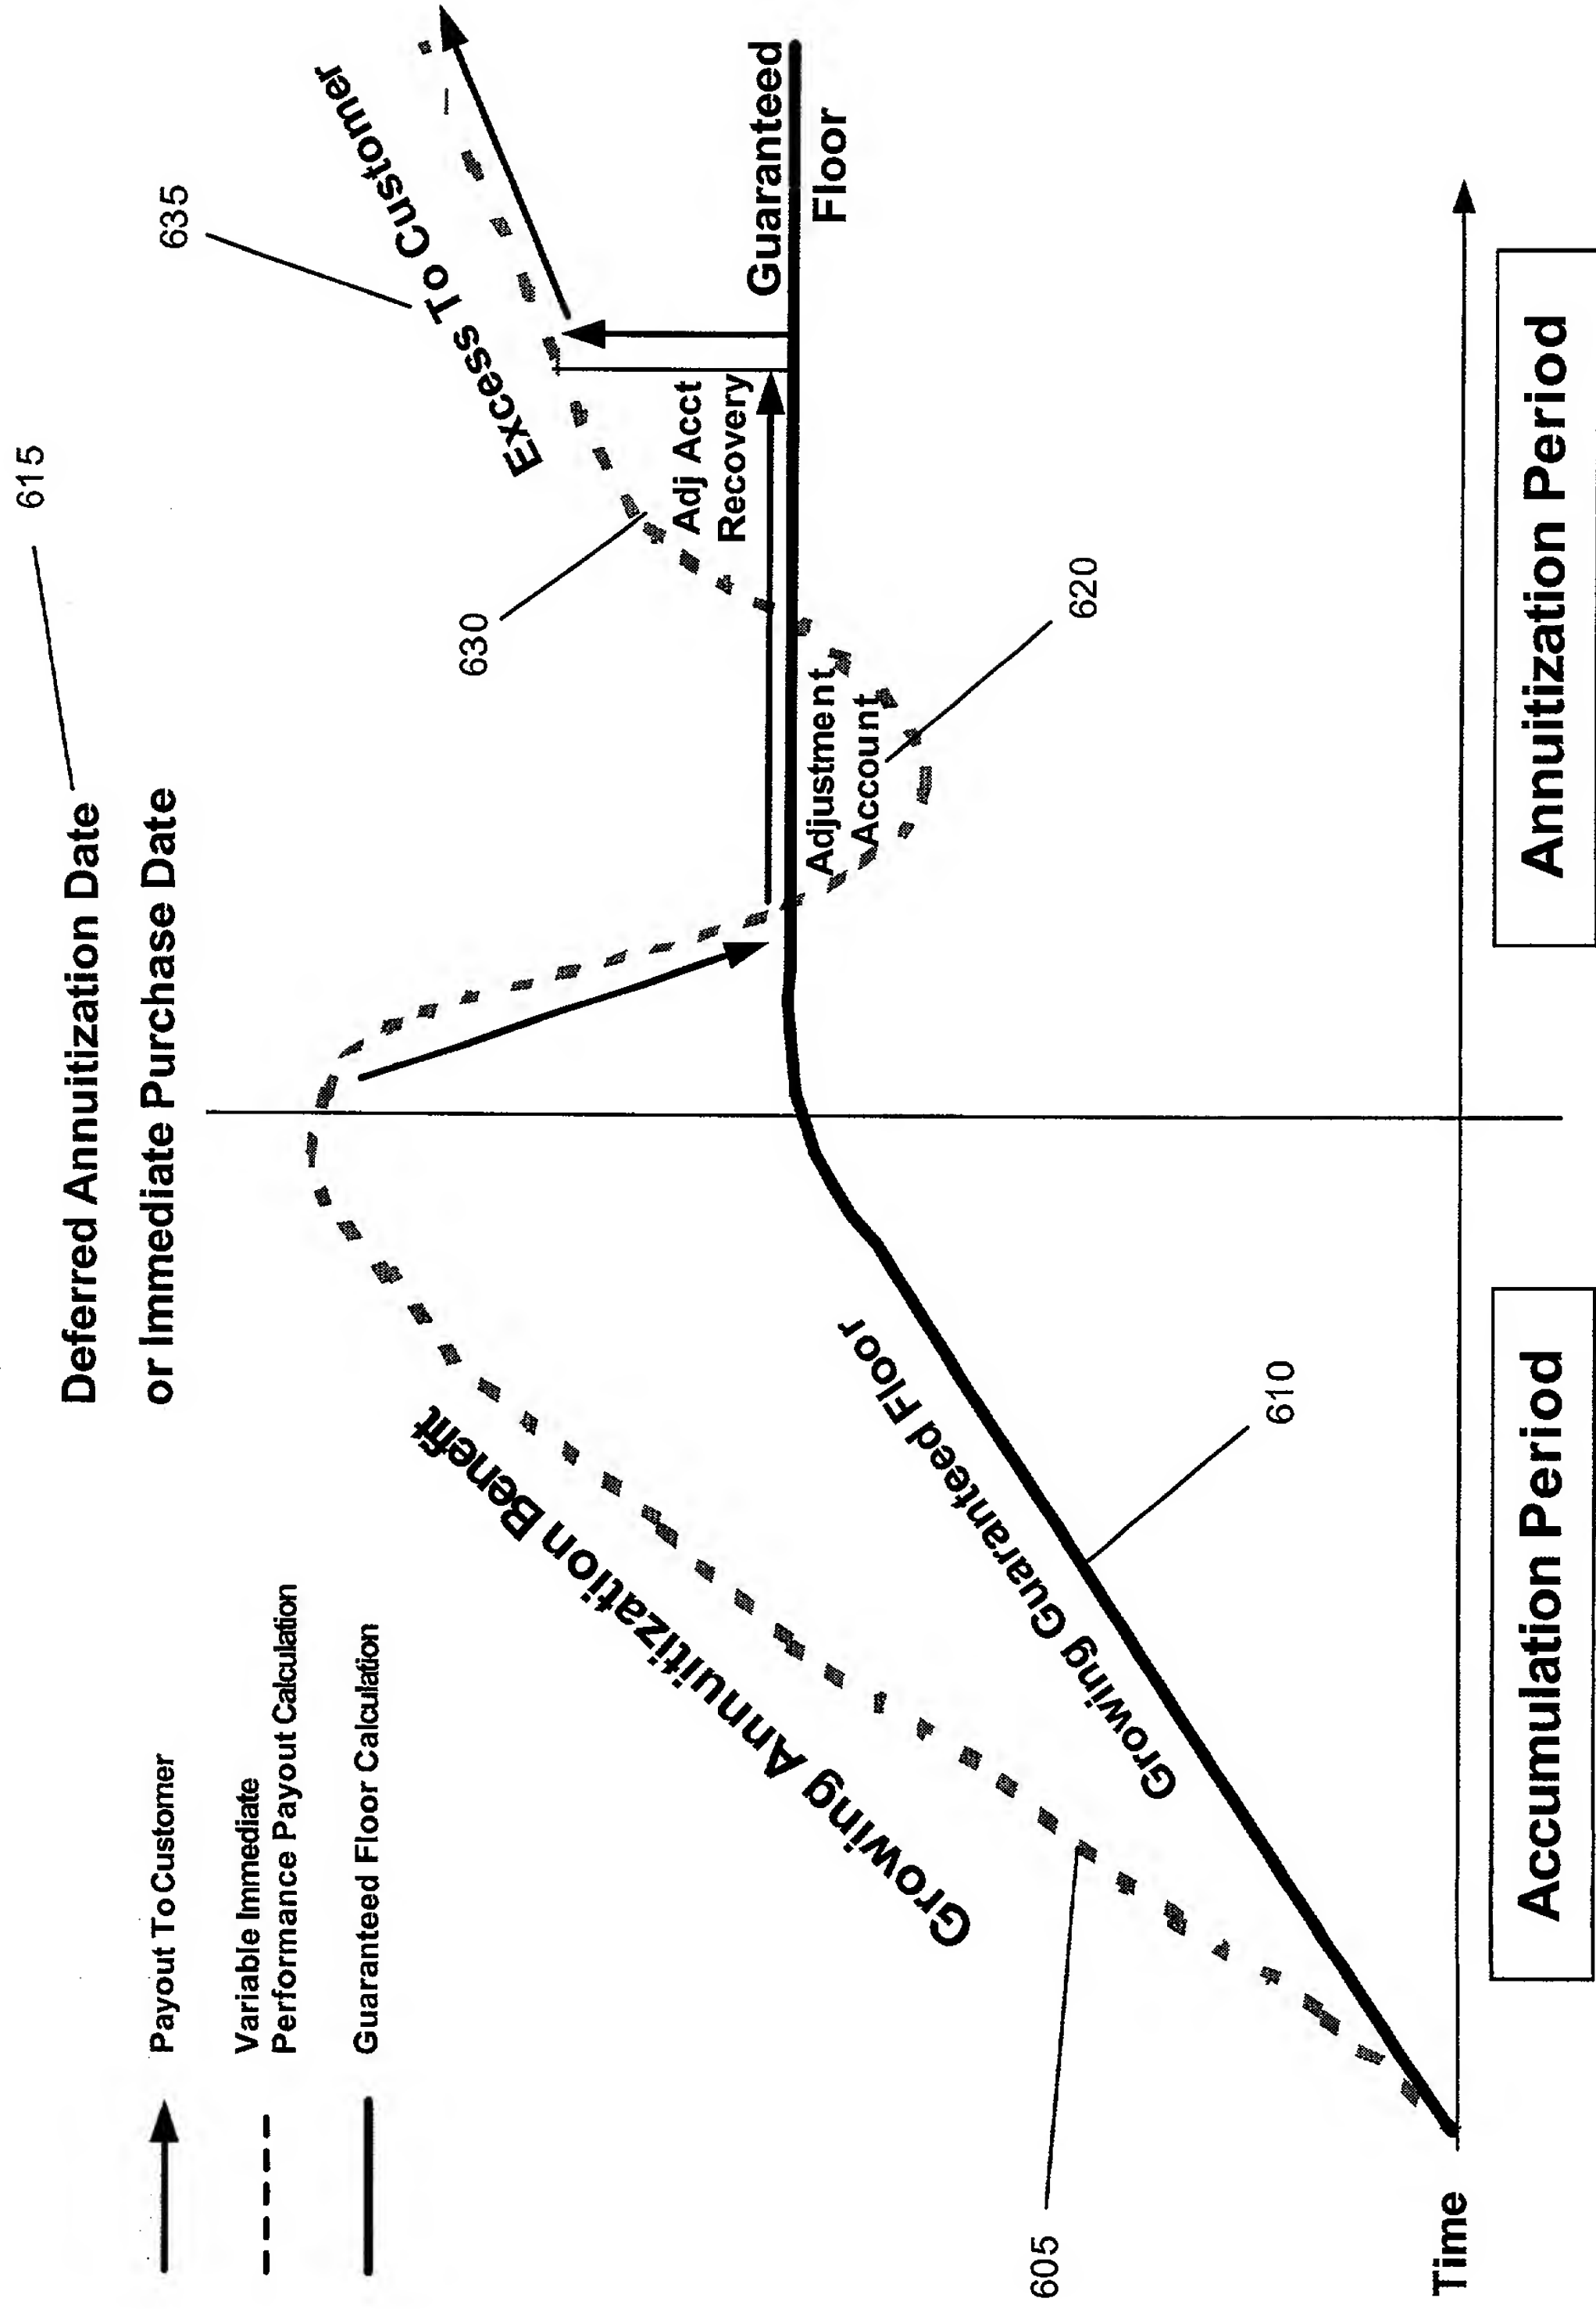 Payout To Customer
Variable Immediate
Performance Payout Calculation
Guaranteed Floor Calculation
Deferred Annuitization Date
or Immediate Purchase Date
615
635
Excess To Customer
Growing Annuitization Benefit
630
Adj Acct
Recovery
Guaranteed
Floor
Adjustment
Account
620
Growing Guaranteed Floor
610
605
Time
Accumulation Period
Annuitization Period